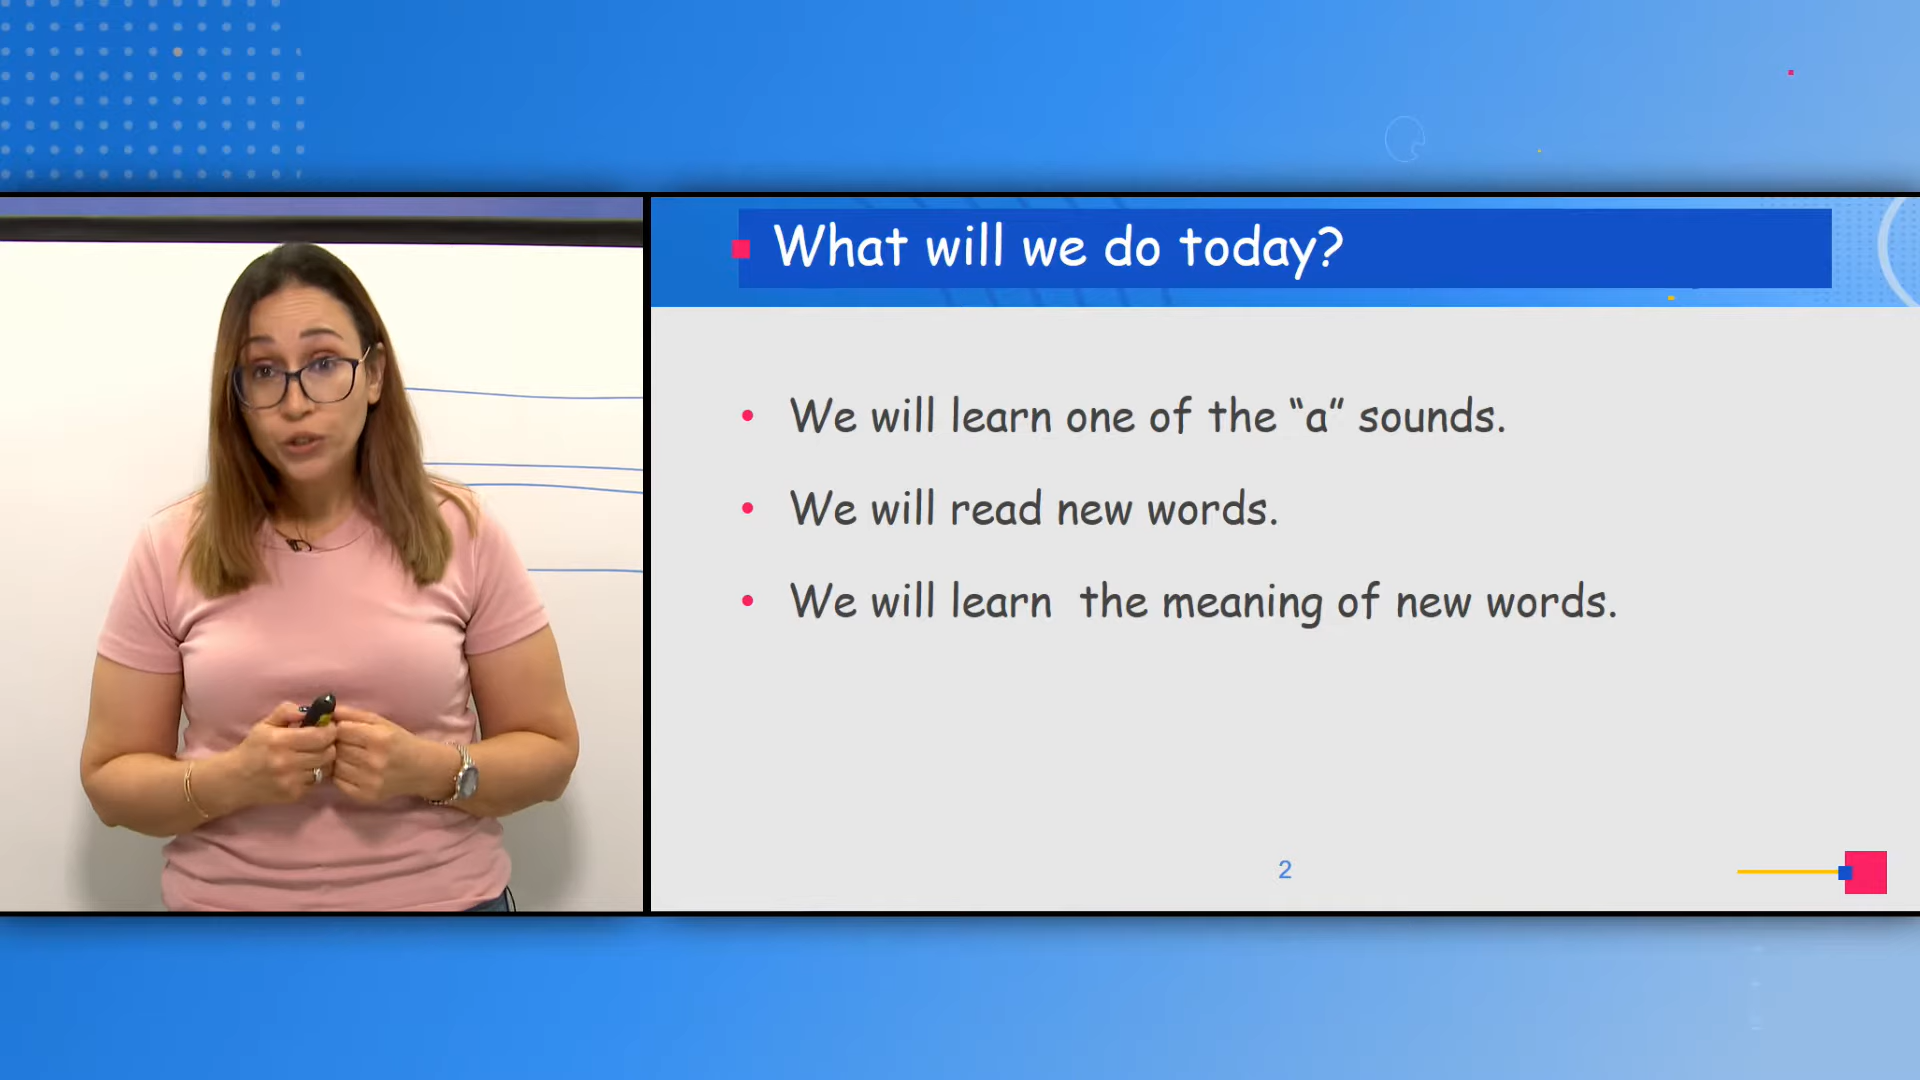 What will we do today?
We will learn one of the “a” sounds.
We will read new words.
We will learn  the meaning of new words.
2